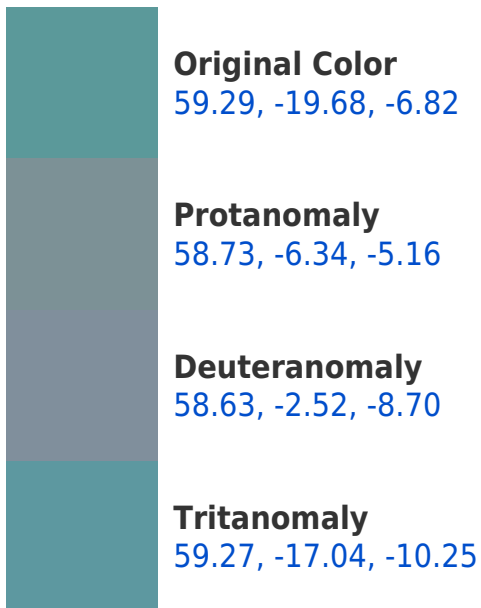 Original Color
59.29, -19.68, -6.82
Protanomaly
58.73, -6.34, -5.16
Deuteranomaly
58.63, -2.52, -8.70
Tritanomaly
59.27, -17.04, -10.25